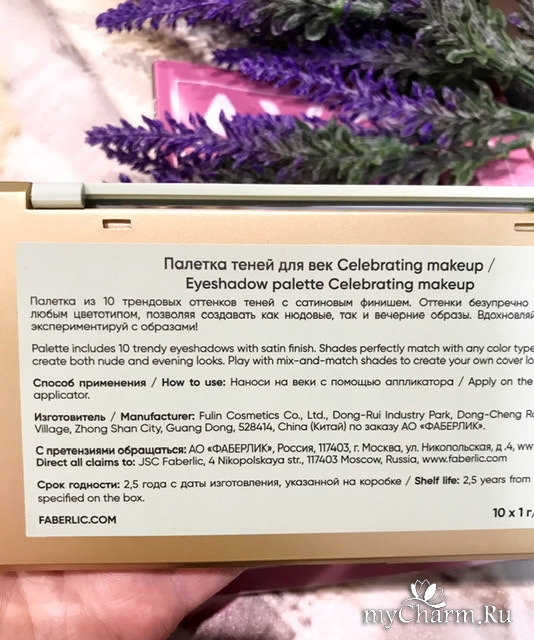 Палетка теней для век Celebrating makeup /
Eyeshadow palette Celebrating makeup
Палетка из 10 трендовых оттенков теней с сатиновым финишем. Оттенки безупречно
любым цветотипом, позволяя создавать как нюдовые, так и вечерние образы. Вдохновляй
экспериментируй с образами!
Palette includes 10 trendy eyeshadows with satin finish. Shades perfectly match with any color type
create both nude and evening looks. Play with mix-and-match shades to create your own cover lo
Способ применения / How to use: Наноси на веки с помощью аппликатора / Apply on the
applicator.
Изготовитель / Manufacturer: Fulin Cosmetics Co., Ltd., Dong-Rui Industry Park, Dong-Cheng Ro
Village, Zhong Shan City, Guang Dong, 528414, China (Китай) по заказу АО «ФАБЕРЛИК».
С претензиями обращаться: АО «ФАБЕРЛИК», Россия, 117403, г. Москва, ул. Никопольская, д .4, www
Direct all claims to: JSC Faberlic, 4 Nikopolskaya str., 117403 Moscow, Russia, www.faberlic.com
Срок годности: 2,5 года с даты изготовления, указанной на коробке / Shelf life: 2,5 years from
specified on the box.
FABERLIC.COM
10 x 1 г/
myCharm.Ru